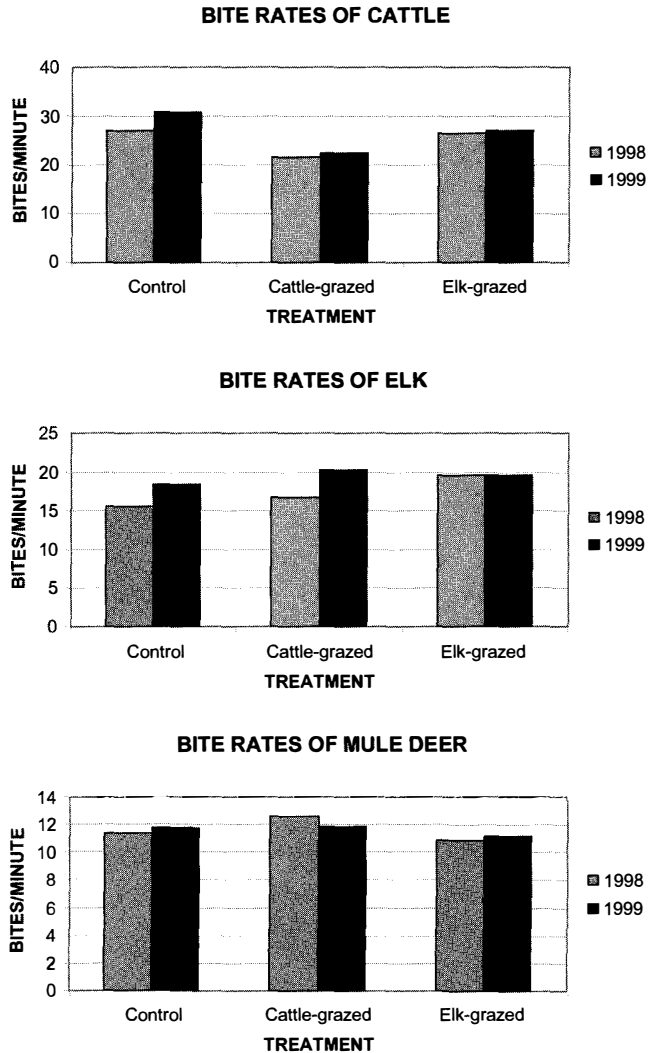 BITE RATES OF CATTLE
BITES/MINUTE
40
30
20
10
0
Control Cattle-grazed Elk-grazed
TREATMENT
1998
1999
BITE RATES OF ELK
BITES/MINUTE
25
20
15
10
5
0
Control Cattle-grazed Elk-grazed
TREATMENT
1998
1999
BITE RATES OF MULE DEER
BITES/MINUTE
14
12
10
8
6
4
2
0
Control Cattle-grazed Elk-grazed
TREATMENT
1998
1999